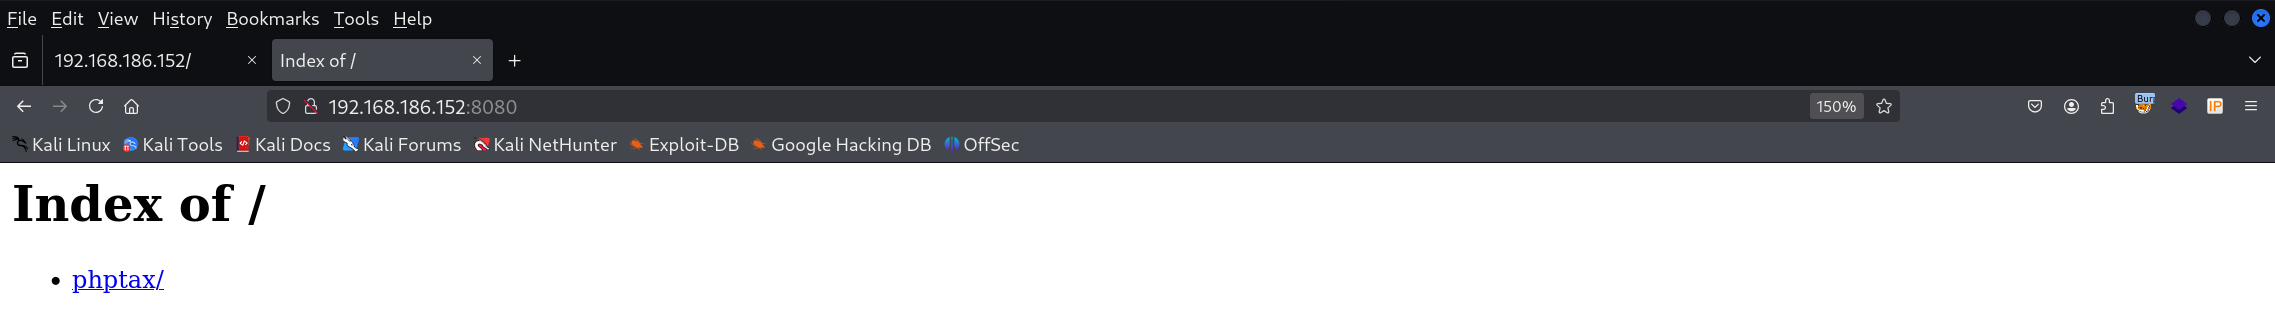 File Edit View History Bookmarks Tools Help
192.168.186.152/ Index of /
192.168.186.152:8080 150% Burp IP
Kali Linux Kali Tools Kali Docs Kali Forums Kali NetHunter Exploit-DB Google Hacking DB OffSec
Index of /
phptax/